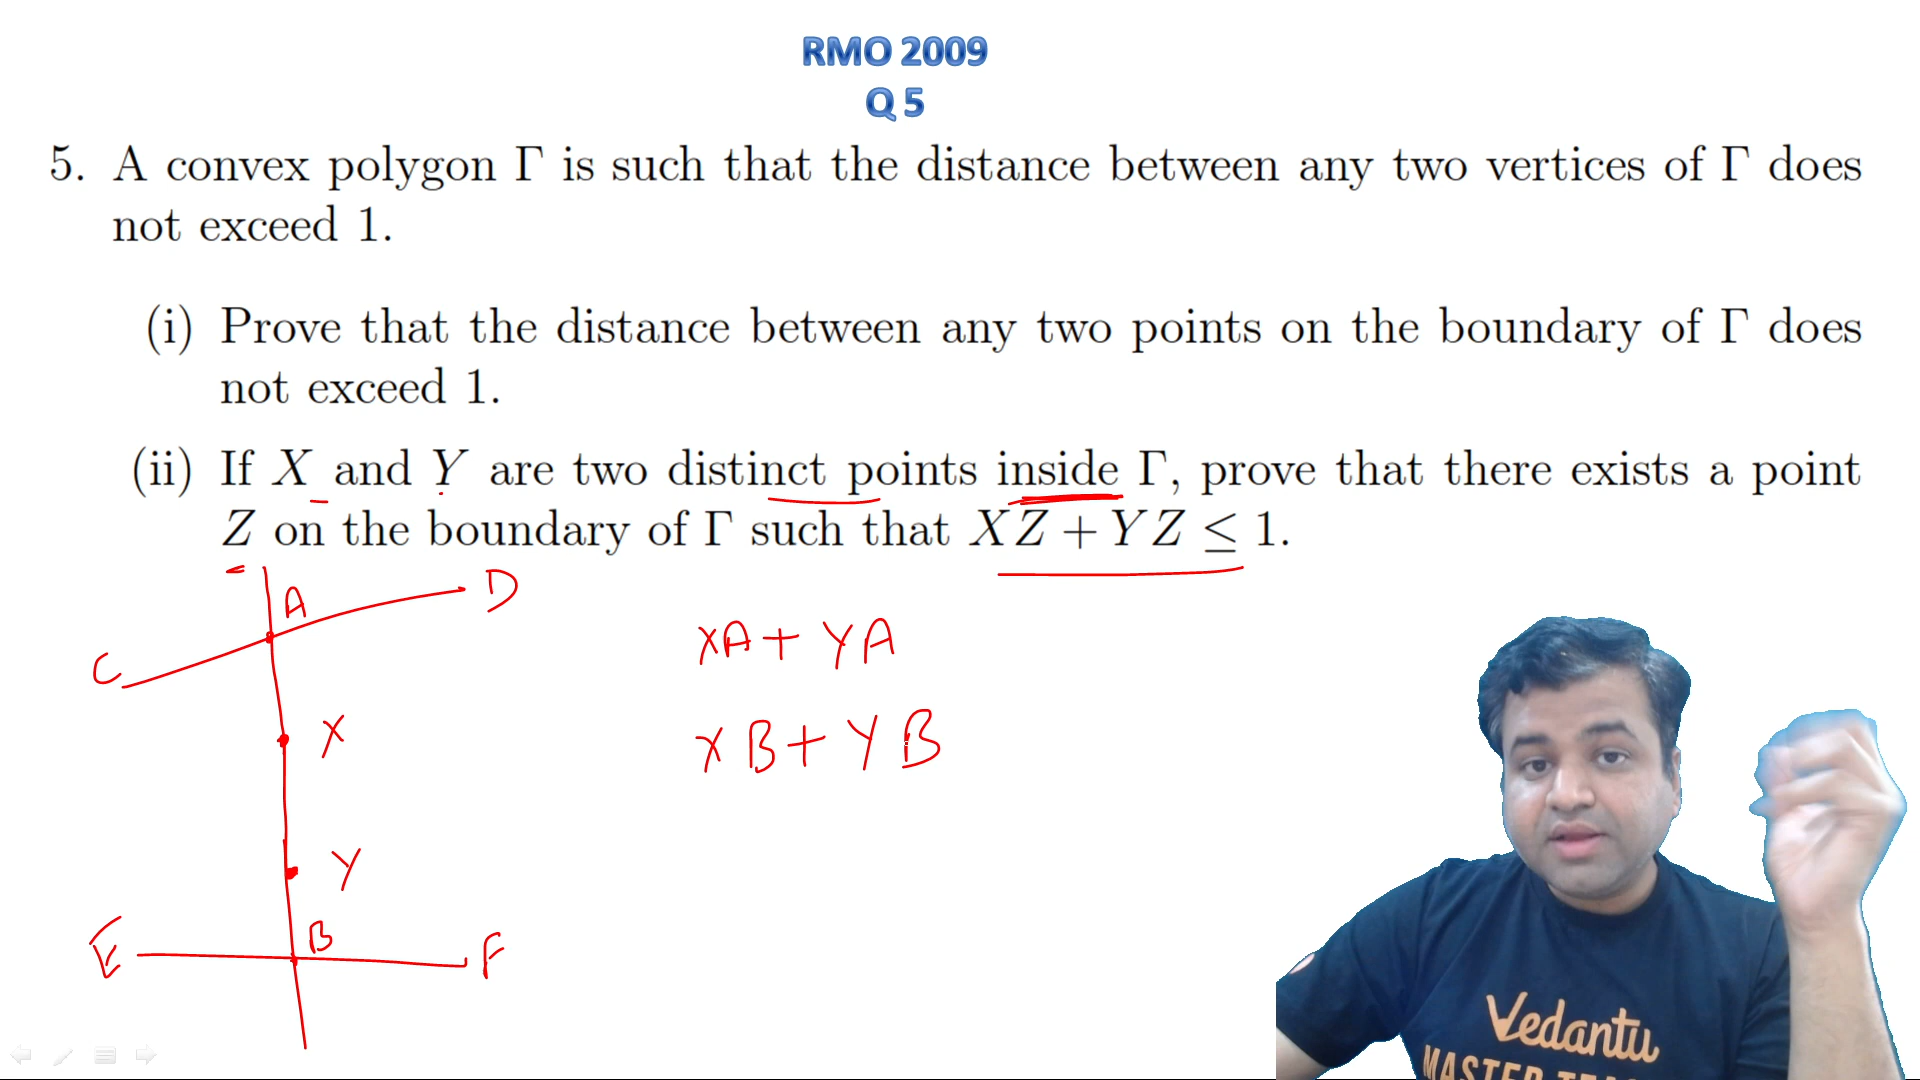 RMO 2009
Q 5
5. A convex polygon Γ is such that the distance between any two vertices of Γ does
not exceed 1.
(i) Prove that the distance between any two points on the boundary of Γ does
not exceed 1.
(ii) If X and Y are two distinct points inside Γ, prove that there exists a point
Z on the boundary of Γ such that XZ + YZ ≤ 1.
A
D
C
X
Y
B
E
F
XA + YA
XB + YB
Vedantu
MASTER TEA